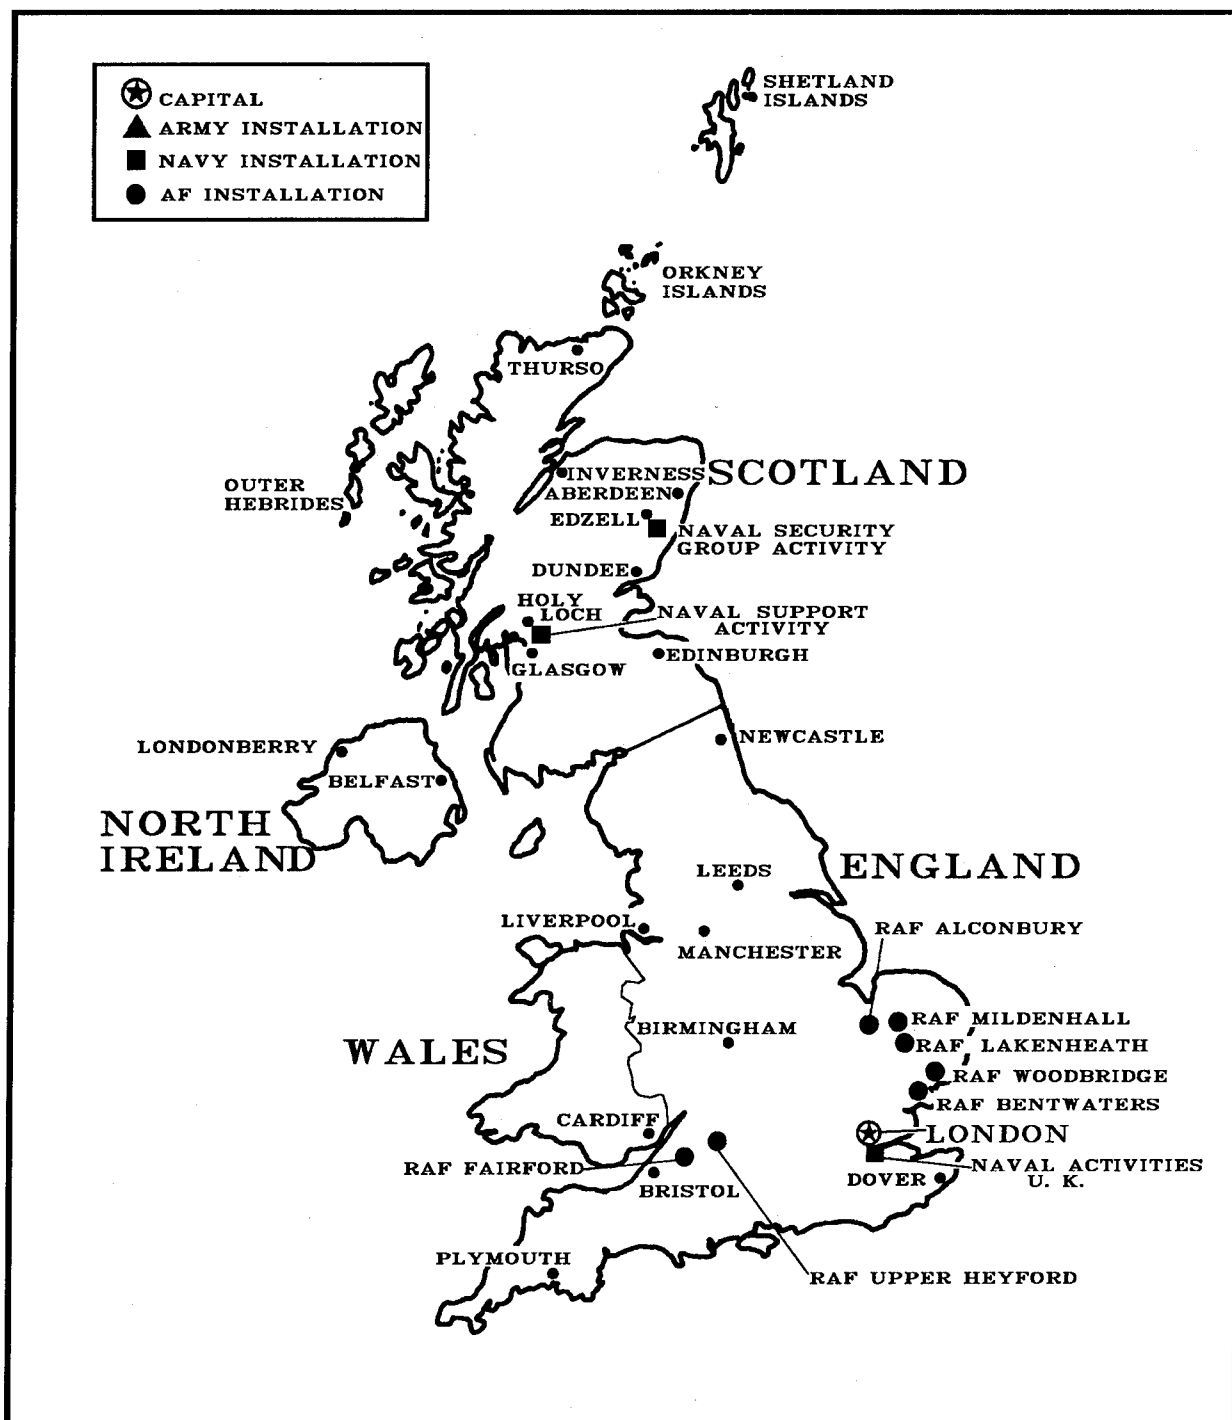 CAPITAL
ARMY INSTALLATION
NAVY INSTALLATION
AF INSTALLATION
SHETLAND
ISLANDS
ORKNEY
ISLANDS
THURSO
OUTER
HEBRIDES
INVERNESS
SCOTLAND
ABERDEEN
EDZELL
NAVAL SECURITY
GROUP ACTIVITY
DUNDEE
HOLY
LOCH
NAVAL SUPPORT
ACTIVITY
EDINBURGH
GLASGOW
NEWCASTLE
LONDONBERRY
BELFAST
NORTH
IRELAND
LEEDS
ENGLAND
LIVERPOOL
MANCHESTER
RAF ALCONBURY
BIRMINGHAM
RAF MILDENHALL
RAF LAKENHEATH
WALES
RAF WOODBRIDGE
RAF BENTWATERS
CARDIFF
LONDON
RAF FAIRFORD
BRISTOL
DOVER
NAVAL ACTIVITIES
U. K.
PLYMOUTH
RAF UPPER HEYFORD